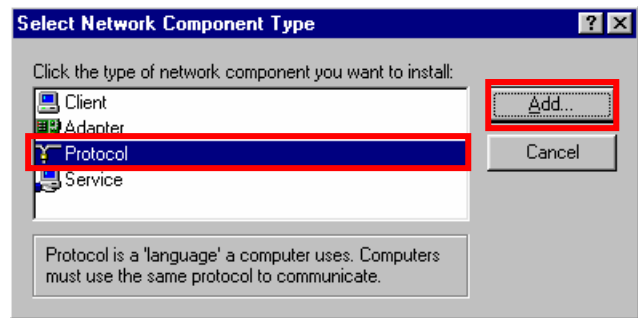 Select Network Component Type
Click the type of network component you want to install:
Client
Adapter
Protocol
Service
Add...
Cancel
Protocol is a 'language' a computer uses. Computers
must use the same protocol to communicate.